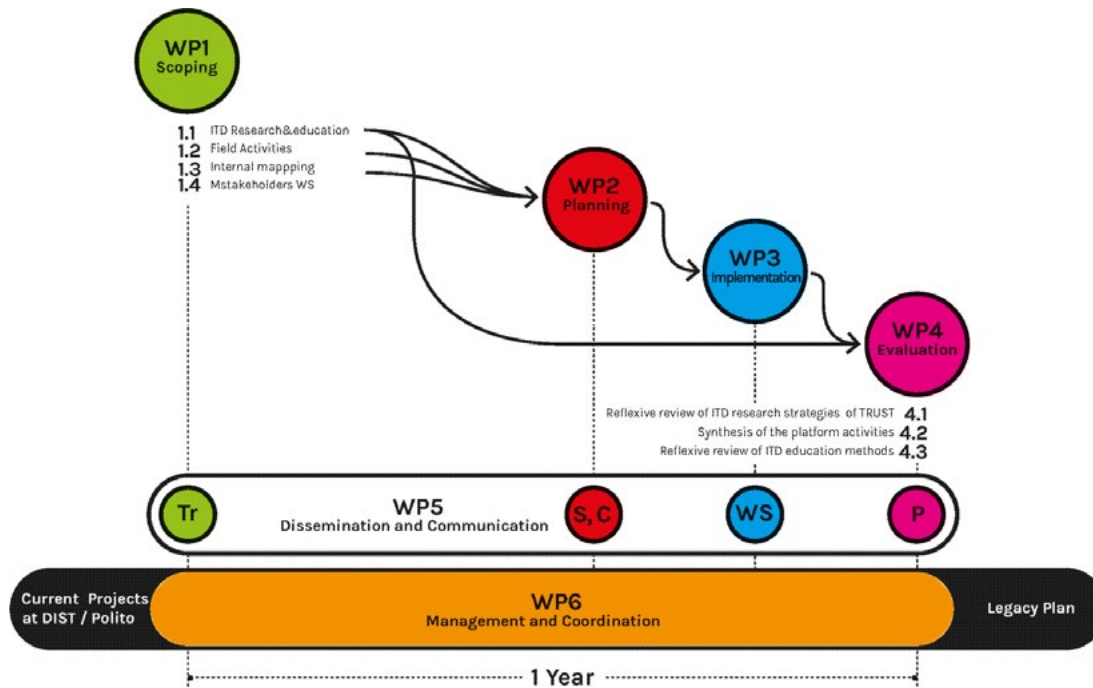 WP1
Scoping
1.1 ITD Research&education
1.2 Field Activities
1.3 Internal mappping
1.4 Mstakeholders WS
WP2
Planning
WP3
Implementation
WP4
Evaluation
Reflexive review of ITD research strategies of TRUST 4.1
Synthesis of the platform activities 4.2
Reflexive review of ITD education methods 4.3
Tr
WP5
Dissemination and Communication
S, C
WS
P
Current Projects
at DIST / Polito
WP6
Management and Coordination
Legacy Plan
1 Year